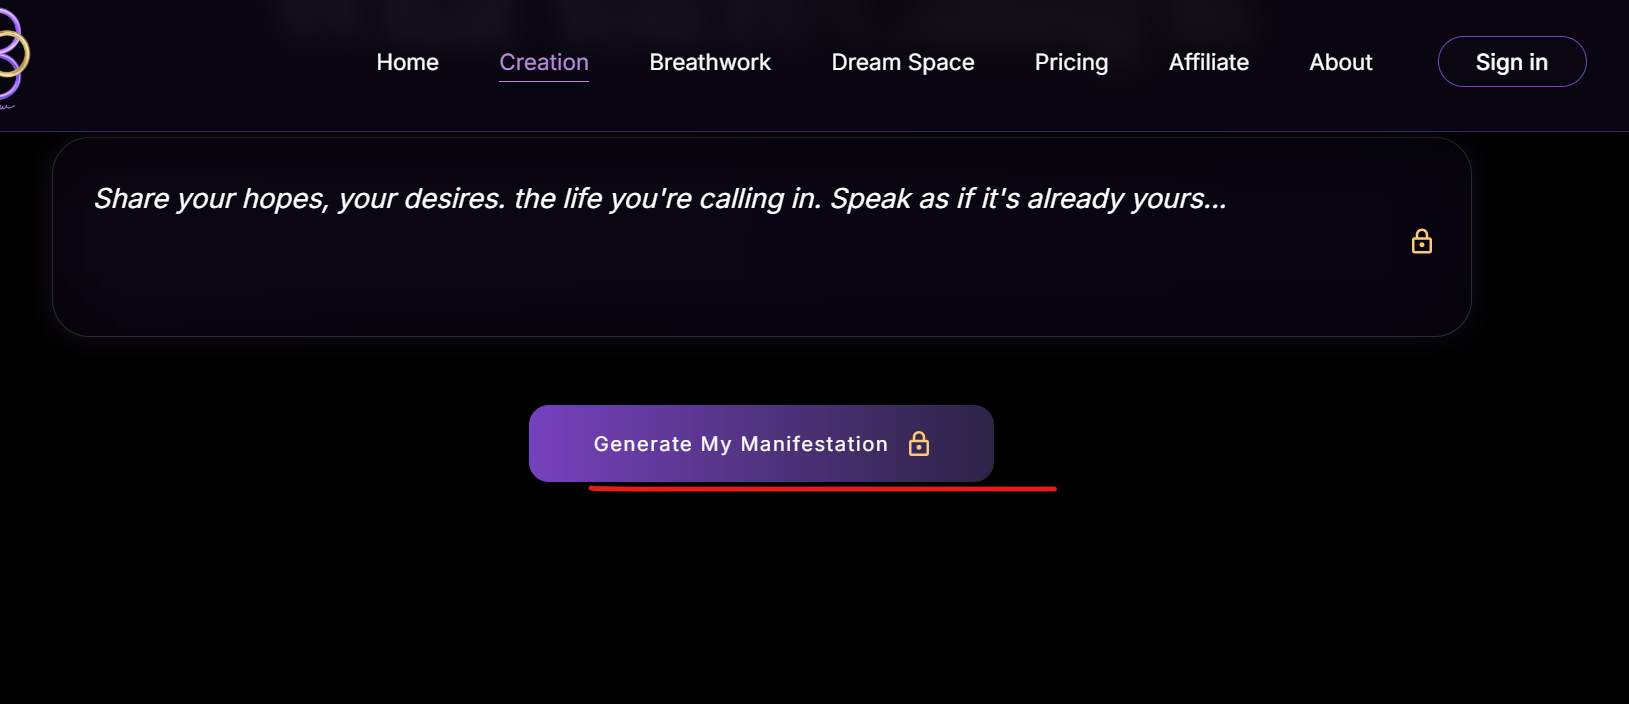 Home Creation Breathwork Dream Space Pricing Affiliate About Sign in
Share your hopes, your desires. the life you're calling in. Speak as if it's already yours...
Generate My Manifestation